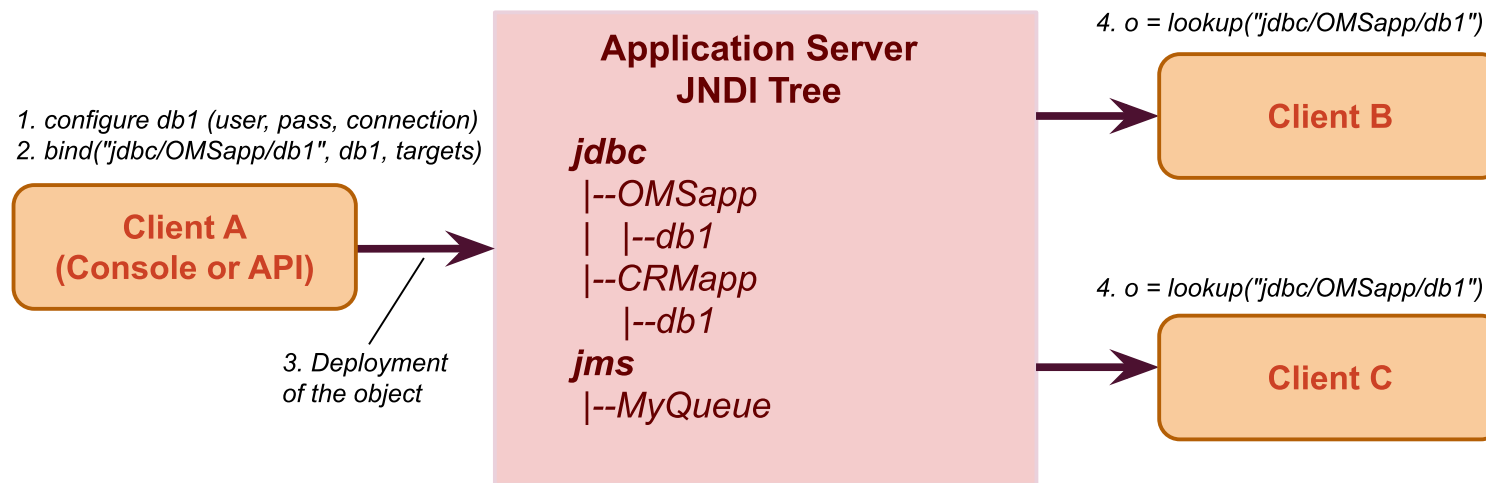 1. configure db1 (user, pass, connection)
2. bind("jdbc/OMSapp/db1", db1, targets)
Client A
(Console or API)
3. Deployment
of the object
Application Server
JNDI Tree
jdbc
|--OMSapp
|   |--db1
|--CRMapp
|--db1
jms
|--MyQueue
4. o = lookup("jdbc/OMSapp/db1")
Client B
4. o = lookup("jdbc/OMSapp/db1")
Client C